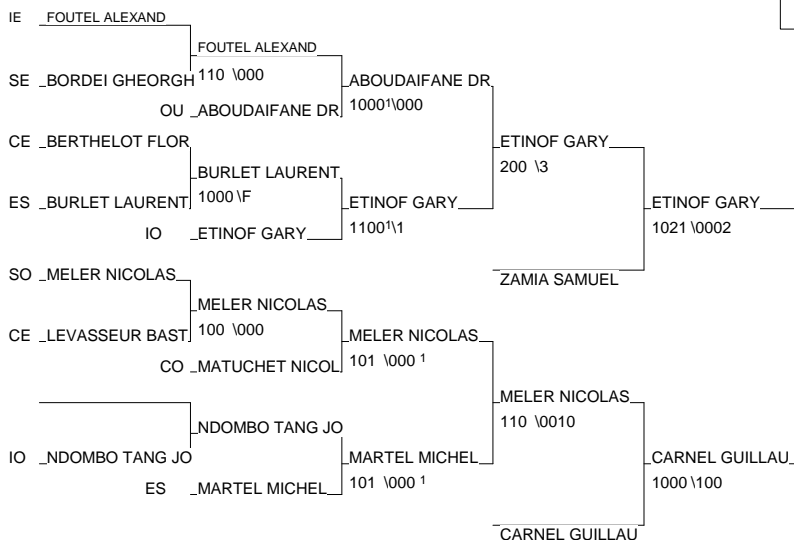 IE FOUTEL ALEXAND
FOUTEL ALEXAND
SE BORDEI GHEORGH 110 \000 ABOUDAIFANE DR
OU ABOUDAIFANE DR 1000¹\000
CE BERTHELOT FLOR ETINOF GARY
BURLET LAURENT 200 \3
ES BURLET LAURENT 1000 \F ETINOF GARY ETINOF GARY
1100¹\1 1021 \0002
IO ETINOF GARY
SO MELER NICOLAS ZAMIA SAMUEL
MELER NICOLAS
CE LEVASSEUR BAST 100 \000 MELER NICOLAS
CO MATUCHET NICOL 101 \000 ¹
MELER NICOLAS
NDOMBO TANG JO 110 \0010
IO NDOMBO TANG JO MARTEL MICHEL CARNEL GUILLAU
ES MARTEL MICHEL 101 \000 ¹ 1000 \100
CARNEL GUILLAU